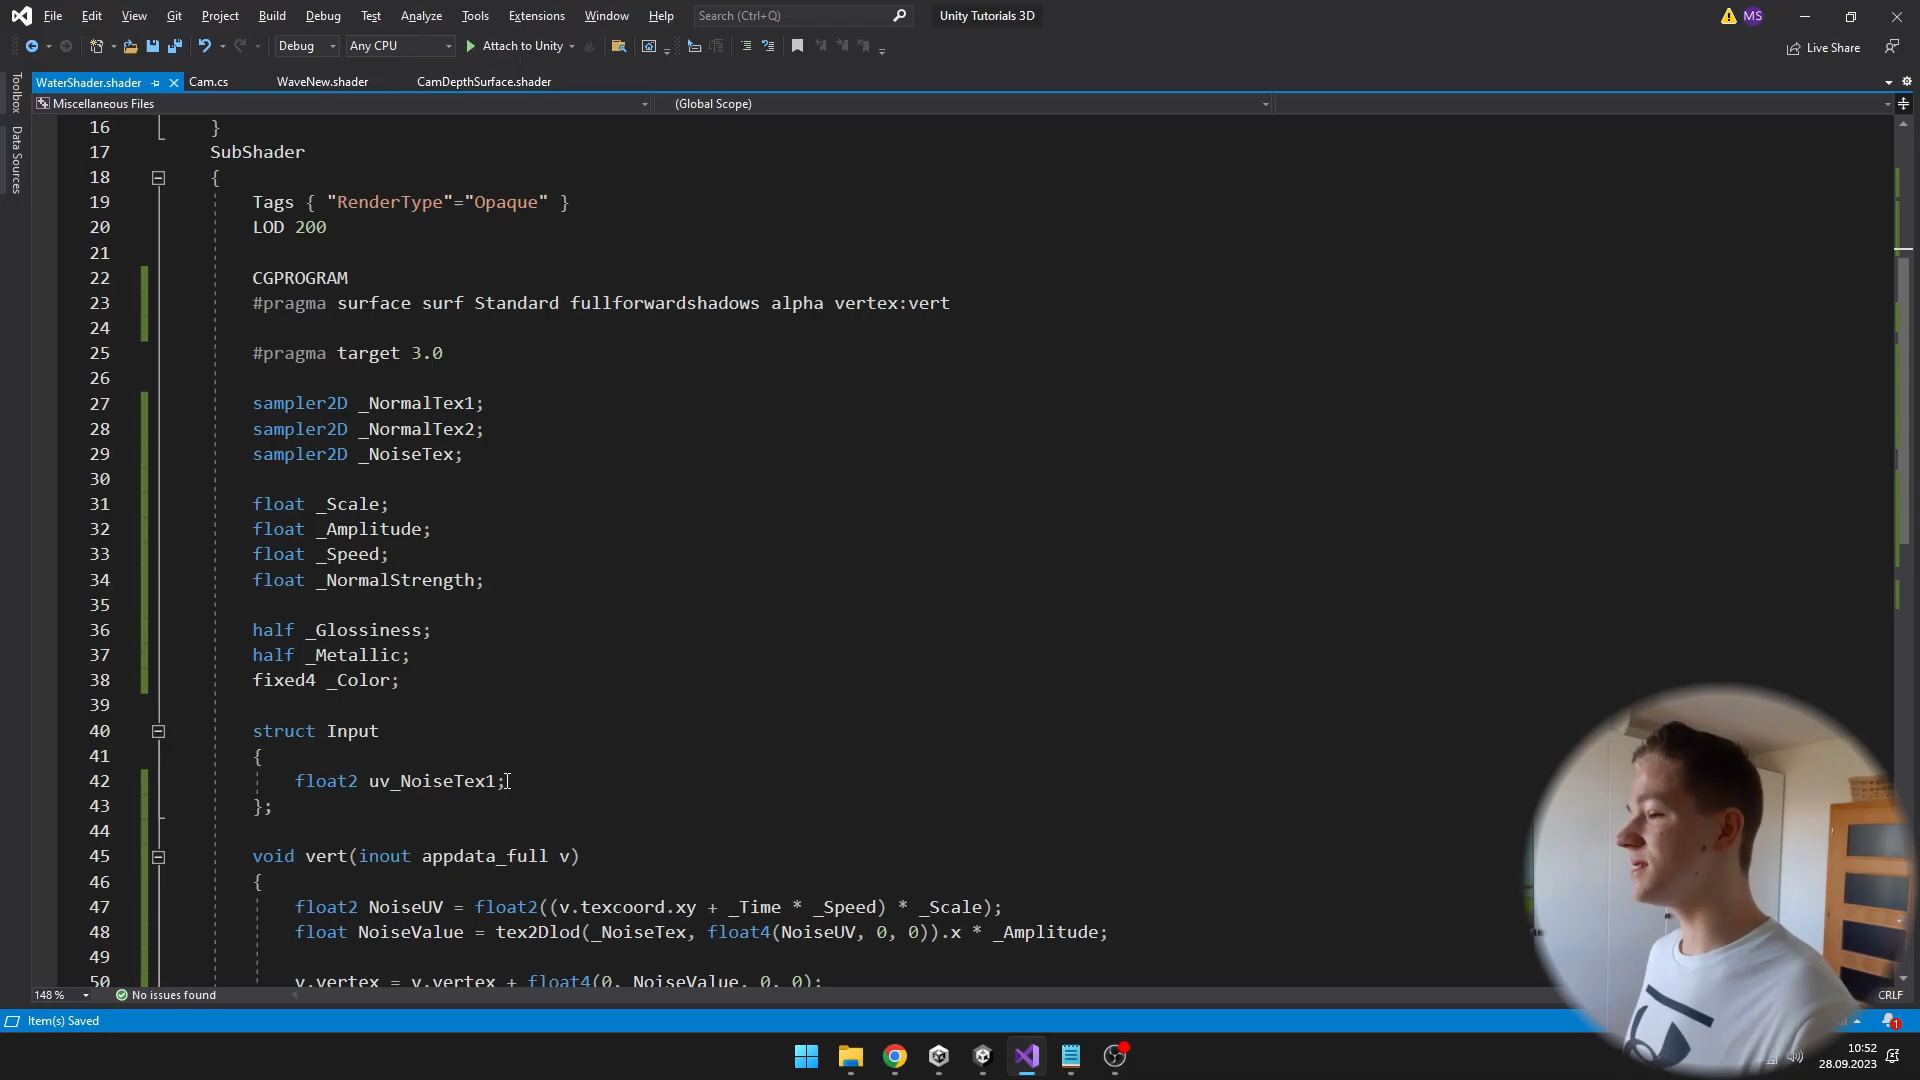 File Edit View Git Project Build Debug Test Analyze Tools Extensions Window Help Search (Ctrl+Q) Unity Tutorials 3D MS
Debug Any CPU Attach to Unity Live Share
WaterShader.shader Cam.cs WaveNew.shader CamDepthSurface.shader
Miscellaneous Files (Global Scope)
Toolbox
Data Sources
16 }
17 SubShader
18 {
19 Tags { "RenderType"="Opaque" }
20 LOD 200
21
22 CGPROGRAM
23 #pragma surface surf Standard fullforwardshadows alpha vertex:vert
24
25 #pragma target 3.0
26
27 sampler2D _NormalTex1;
28 sampler2D _NormalTex2;
29 sampler2D _NoiseTex;
30
31 float _Scale;
32 float _Amplitude;
33 float _Speed;
34 float _NormalStrength;
35
36 half _Glossiness;
37 half _Metallic;
38 fixed4 _Color;
39
40 struct Input
41 {
42 float2 uv_NoiseTex1;
43 };
44
45 void vert(inout appdata_full v)
46 {
47 float2 NoiseUV = float2((v.texcoord.xy + _Time * _Speed) * _Scale);
48 float NoiseValue = tex2Dlod(_NoiseTex, float4(NoiseUV, 0, 0)).x * _Amplitude;
49
50 v.vertex = v.vertex + float4(0, NoiseValue, 0, 0);
148 % No issues found CRLF
Item(s) Saved 1
10:52
28.09.2023